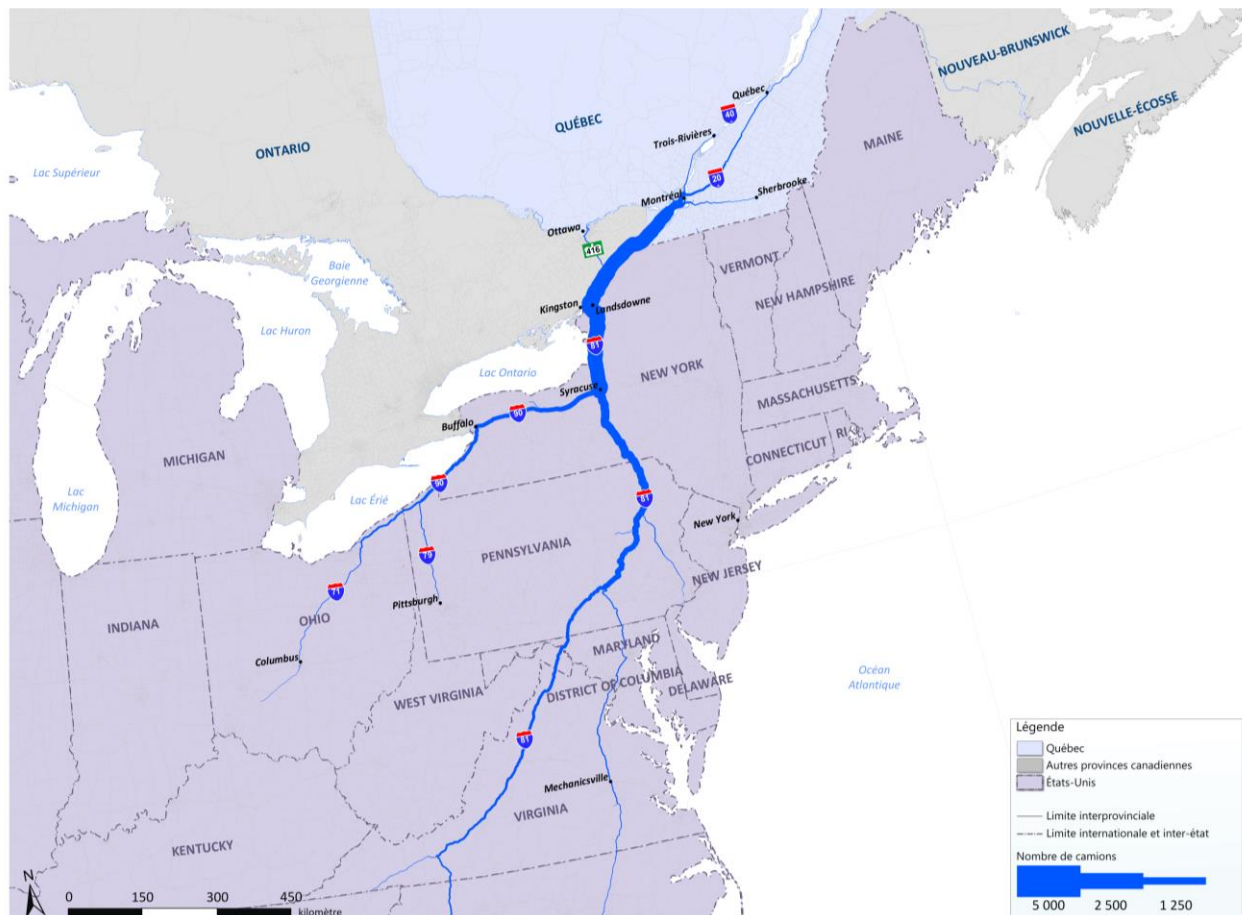 NOUVEAU-BRUNSWICK
NOUVELLE-ÉCOSSE
Québec
40
QUÉBEC
Trois-Rivières
MAINE
ONTARIO
Lac Supérieur
20
Sherbrooke
Montréal
Ottawa
416
VERMONT
Baie
Georgienne
NEW HAMPSHIRE
Kingston
Landsdowne
Lac Huron
81
Lac Ontario
NEW YORK
Syracuse
MASSACHUSETTS
90
Buffalo
CONNECTICUT
RI
MICHIGAN
90
Lac
Michigan
Lac Érié
81
New York
PENNSYLVANIA
79
NEW JERSEY
71
Pittsburgh
INDIANA
OHIO
MARYLAND
Columbus
DISTRICT OF COLUMBIA
WEST VIRGINIA
DELAWARE
Océan
Atlantique
81
Mechanicsville
VIRGINIA
KENTUCKY
Légende
Québec
Autres provinces canadiennes
États-Unis
Limite interprovinciale
Limite internationale et inter-état
Nombre de camions
5 000 2 500 1 250
N
0 150 300 450
kilomètre